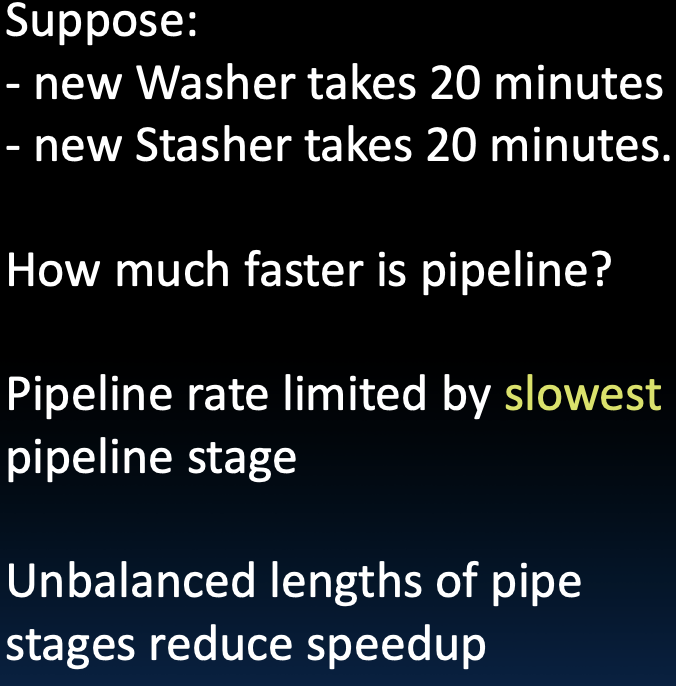 Suppose:
- new Washer takes 20 minutes
- new Stasher takes 20 minutes.
How much faster is pipeline?
Pipeline rate limited by slowest
pipeline stage
Unbalanced lengths of pipe
stages reduce speedup